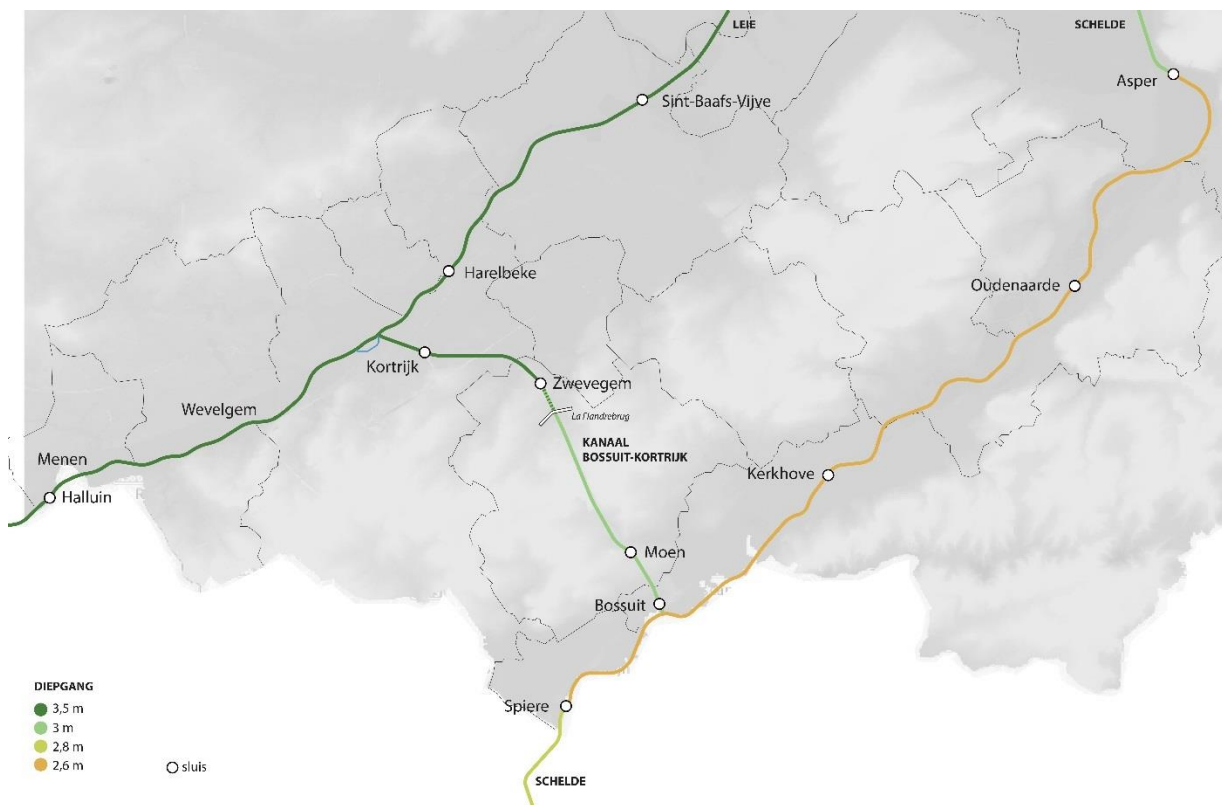 LEIE
SCHELDE
Asper
Sint-Baafs-Vijve
Harelbeke
Oudenaarde
Kortrijk
Zwevegem
La Flandrebrug
Wevelgem
KANAAL
BOSSUIT-KORTRIJK
Menen
Kerkhove
Halluin
Moen
Bossuit
Spiere
SCHELDE
DIEPGANG
3,5 m
3 m
2,8 m
2,6 m
sluis